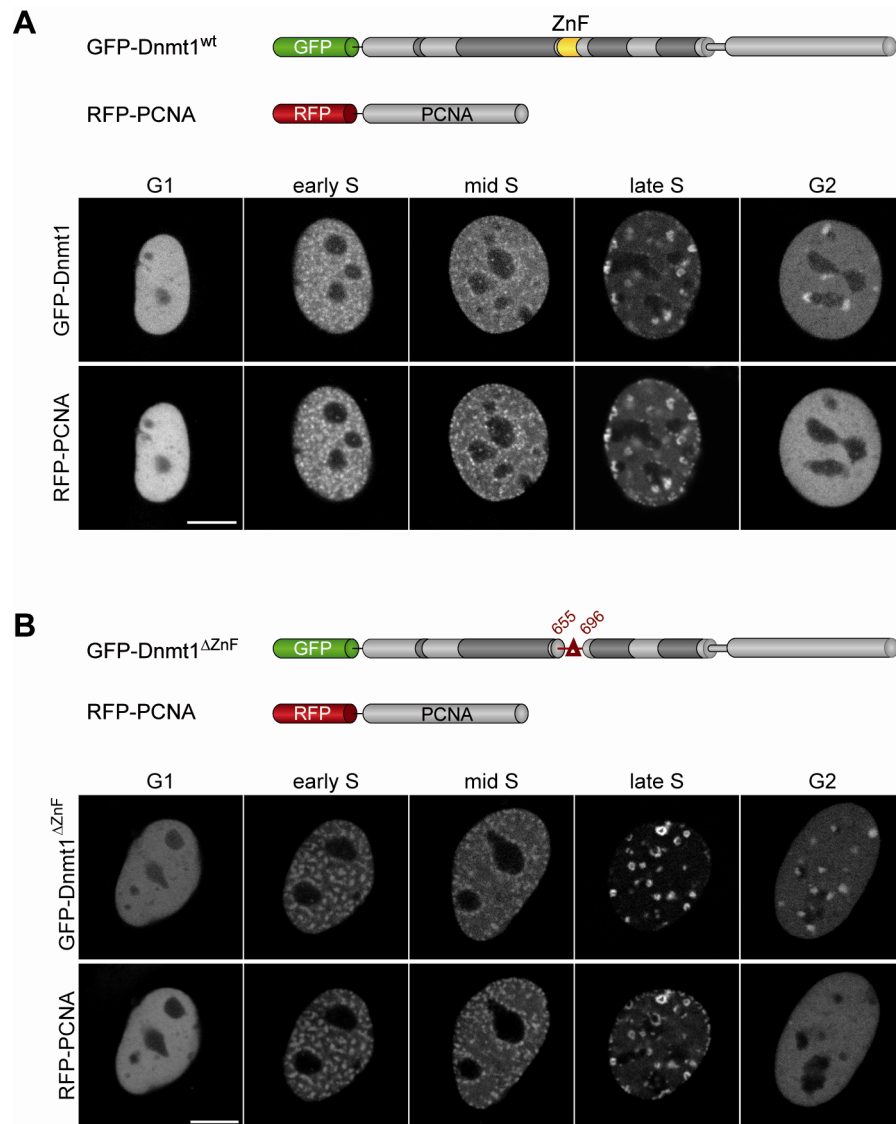 A
ZnF
GFP-Dnmt1wt
GFP
RFP-PCNA
RFP
PCNA
G1 early S mid S late S G2
GFP-Dnmt1
RFP-PCNA
B
655 696
GFP-Dnmt1ΔZnF
GFP
Δ
RFP-PCNA
RFP
PCNA
G1 early S mid S late S G2
GFP-Dnmt1ΔZnF
RFP-PCNA